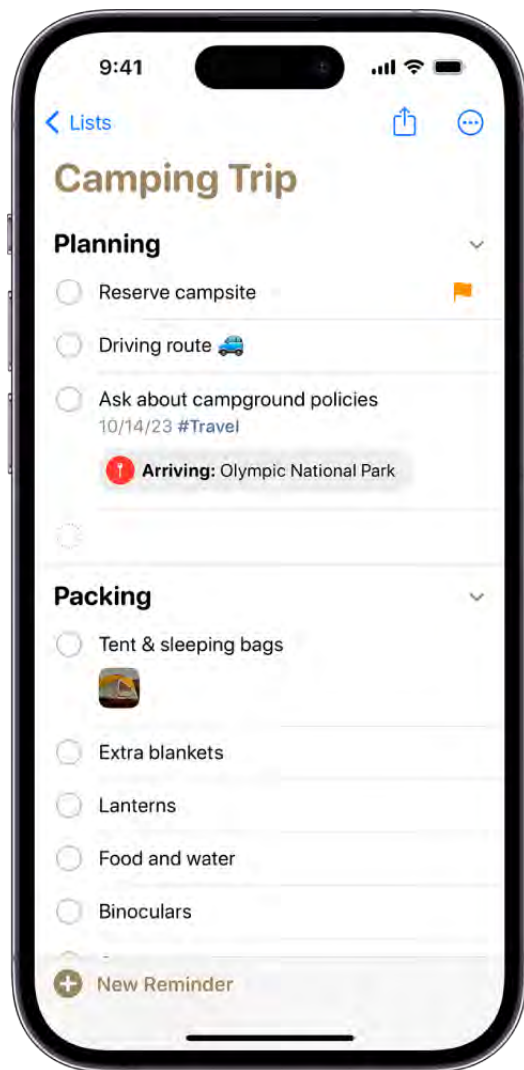 9:41
Lists
Camping Trip
Planning
Reserve campsite
Driving route 🚙
Ask about campground policies
10/14/23 #Travel
Arriving: Olympic National Park
Packing
Tent & sleeping bags
Extra blankets
Lanterns
Food and water
Binoculars
New Reminder